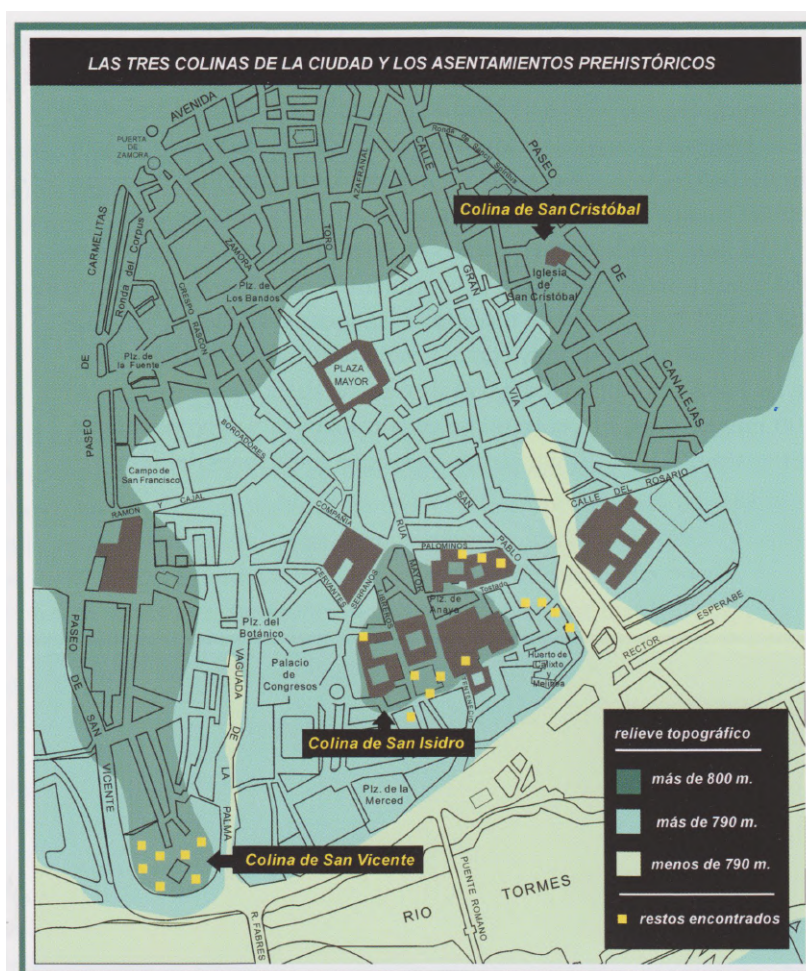 LAS TRES COLINAS DE LA CIUDAD Y LOS ASENTAMIENTOS PREHISTÓRICOS
AVENIDA
PUERTA
DE
ZAMORA
CARMELITAS
Ronda del Corpus
ZAMORA
CRESPO RASCON
TORO
AZAFRANAL
CALLE
PASEO
Colina de San Cristóbal
Iglesia
de
San Cristóbal
DE
CANALEJAS
GRAN
VIA
Plz. de
Los Bandos
Plz. de
la Fuente
PLAZA
MAYOR
DE
PASEO
BORDADORES
Campo de
San Francisco
RAMON Y CAJAL
COMPAÑIA
CERVANTES
SERRANOS
LIBREROS
RUA
MAYOR
PALOMINOS
SAN
PABLO
CALLE DEL ROSARIO
Plz. de
Anaya
Tostado
RECTOR ESPERABE
Huerto de
Calixto
y
Melibea
TENTENECIO
Plz. del
Botánico
Palacio
de
Congresos
VAGUADA
DE
LA
PALMA
PASEO
DE
SAN
VICENTE
Colina de San Isidro
Plz. de la
Merced
Colina de San Vicente
R. FABRES
RIO
TORMES
PUENTE ROMANO
relieve topográfico
más de 800 m.
más de 790 m.
menos de 790 m.
restos encontrados